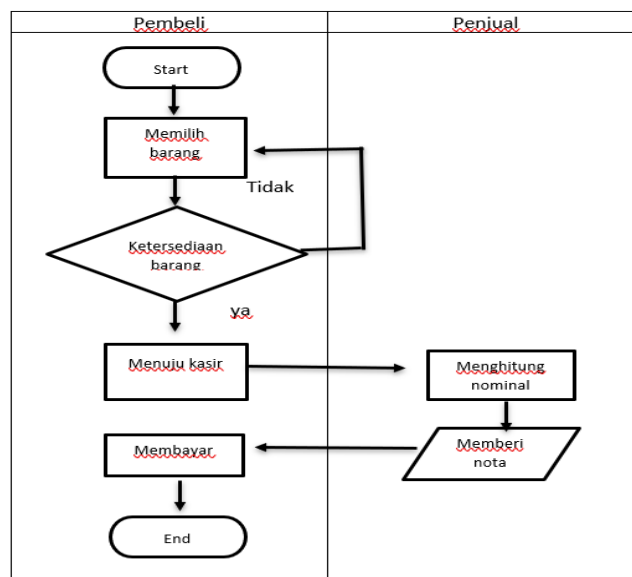 Pembeli
Penjual
Start
Memilih
barang
Tidak
Ketersediaan
barang
ya
Menuju kasir
Menghitung
nominal
Memberi
nota
Membayar
End